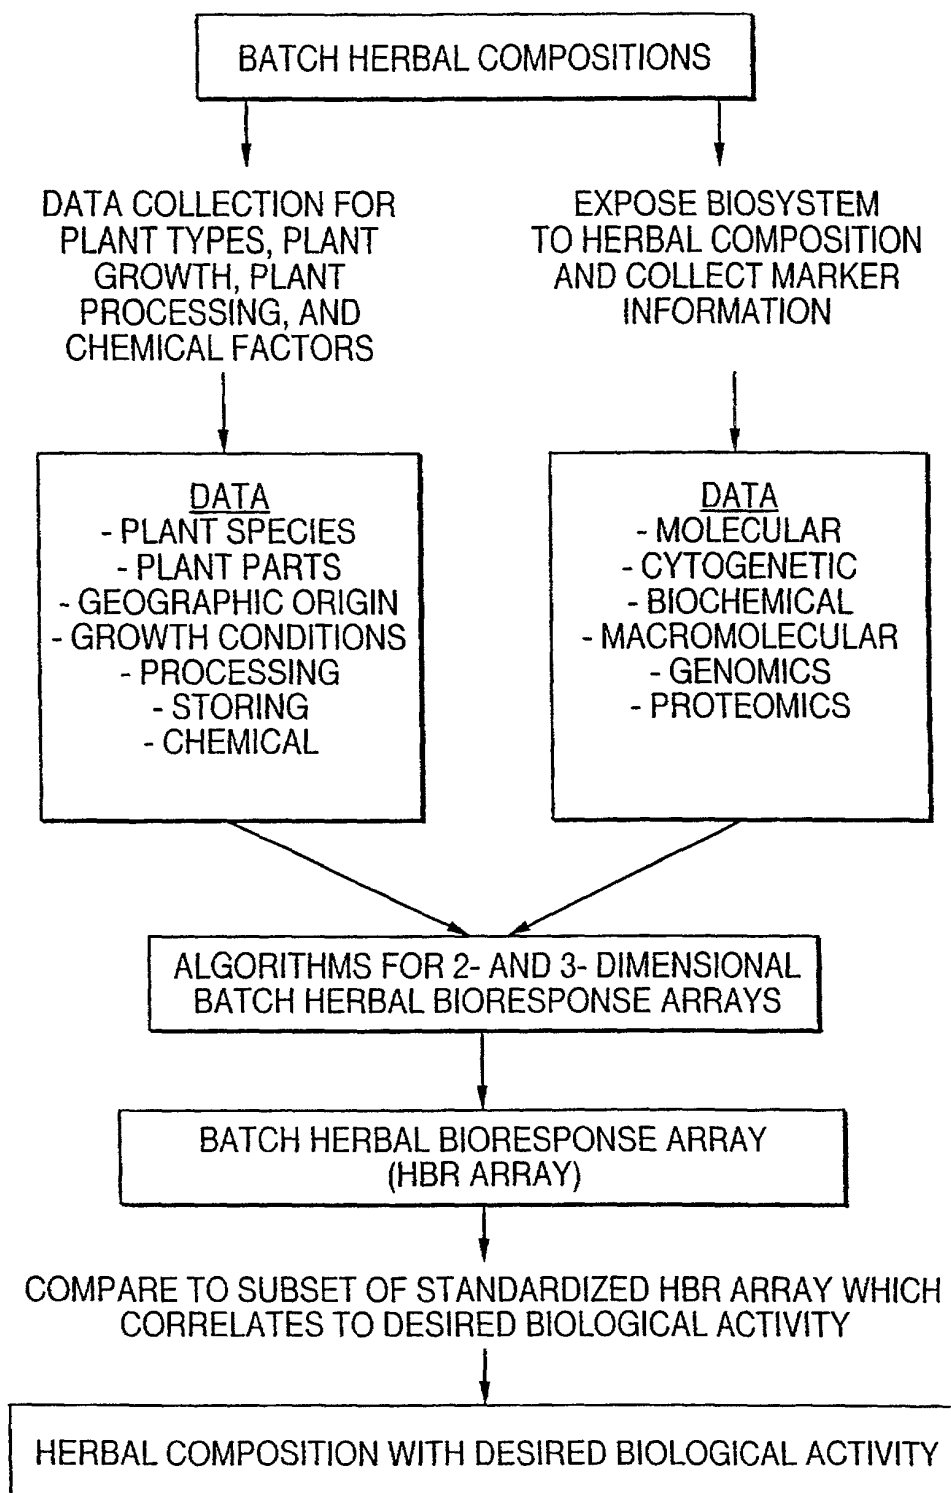 BATCH HERBAL COMPOSITIONS
DATA COLLECTION FOR
PLANT TYPES, PLANT
GROWTH, PLANT
PROCESSING, AND
CHEMICAL FACTORS
EXPOSE BIOSYSTEM
TO HERBAL COMPOSITION
AND COLLECT MARKER
INFORMATION
DATA
- PLANT SPECIES
- PLANT PARTS
- GEOGRAPHIC ORIGIN
- GROWTH CONDITIONS
- PROCESSING
- STORING
- CHEMICAL
DATA
- MOLECULAR
- CYTOGENETIC
- BIOCHEMICAL
- MACROMOLECULAR
- GENOMICS
- PROTEOMICS
ALGORITHMS FOR 2- AND 3- DIMENSIONAL
BATCH HERBAL BIORESPONSE ARRAYS
BATCH HERBAL BIORESPONSE ARRAY
(HBR ARRAY)
COMPARE TO SUBSET OF STANDARDIZED HBR ARRAY WHICH
CORRELATES TO DESIRED BIOLOGICAL ACTIVITY
HERBAL COMPOSITION WITH DESIRED BIOLOGICAL ACTIVITY